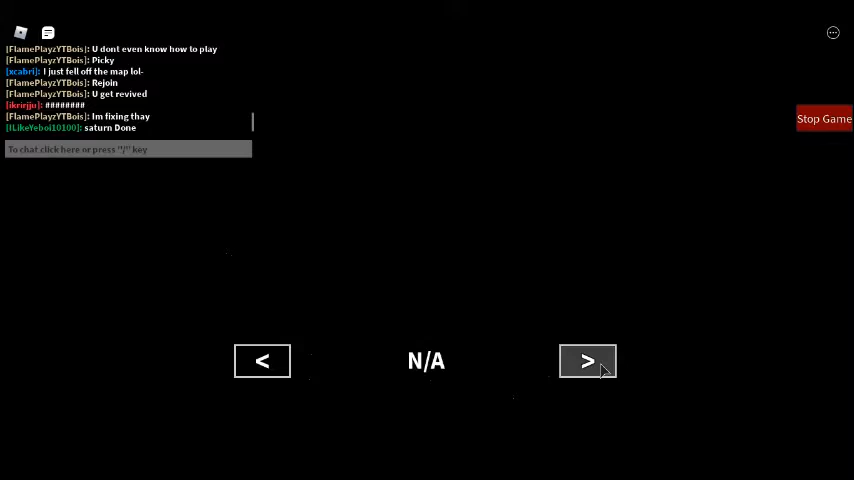 [FlamePlayzYTBois]: U dont even know how to play
[FlamePlayzYTBois]: Picky
[xcabri]: I just fell off the map lol-
[FlamePlayzYTBois]: Rejoin
[FlamePlayzYTBois]: U get revived
[ikrirjju]: ########
[FlamePlayzYTBois]: Im fixing thay
[ILikeYeboi10100]: saturn Done
To chat click here or press "/" key
Stop Game
<
N/A
>